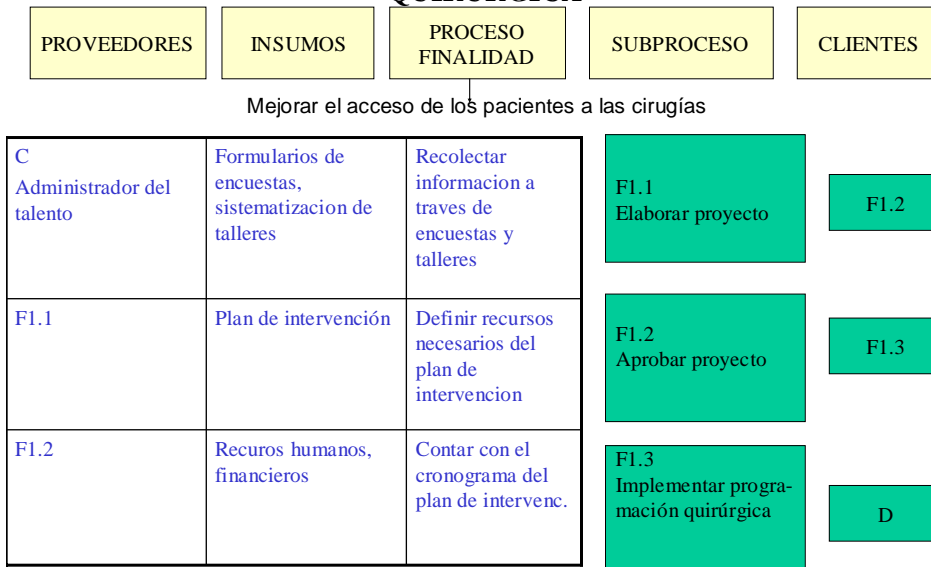 QUIRÚRGICA
PROVEEDORES
INSUMOS
PROCESO
FINALIDAD
SUBPROCESO
CLIENTES
Mejorar el acceso de los pacientes a las cirugías
C
Administrador del
talento
Formularios de
encuestas,
sistematizacion de
talleres
Recolectar
informacion a
traves de
encuestas y
talleres
F1.1
Elaborar proyecto
F1.2
F1.1
Plan de intervención
Definir recursos
necesarios del
plan de
intervencion
F1.2
Aprobar proyecto
F1.3
F1.2
Recuros humanos,
financieros
Contar con el
cronograma del
plan de intervenc.
F1.3
Implementar progra-
mación quirúrgica
D